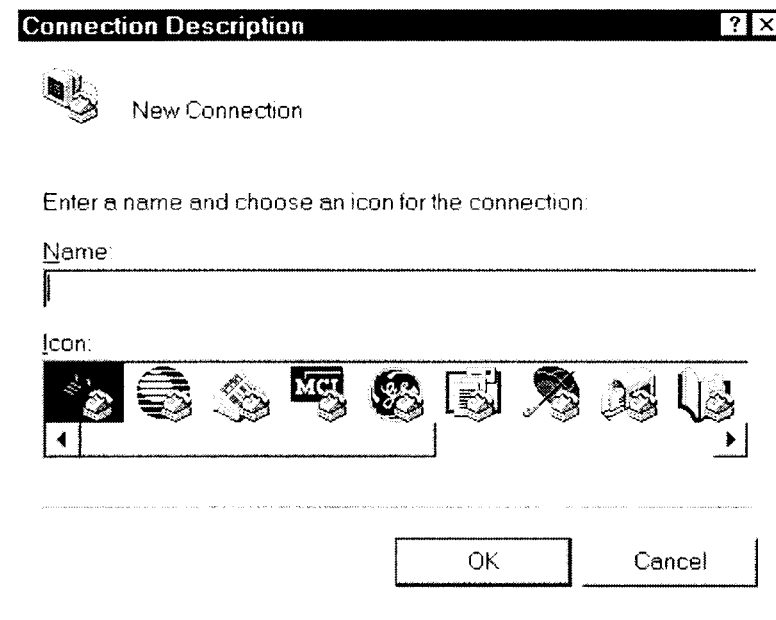 Connection Description
New Connection
Enter a name and choose an icon for the connection:
Name:
Icon:
MCI
OK
Cancel